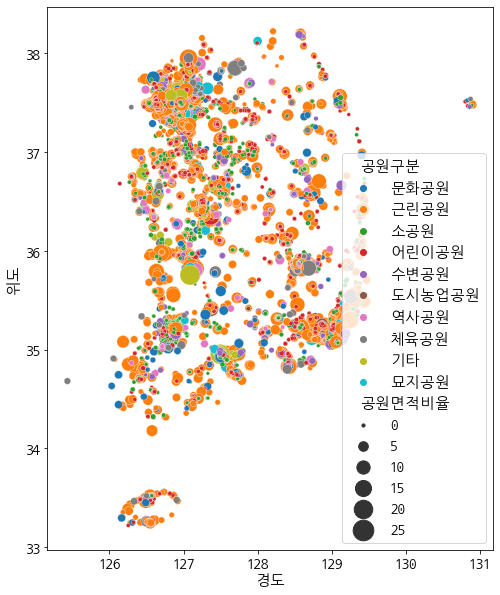 38
37
36
35
34
33
위도
126
127
128
129
130
131
경도
공원구분
문화공원
근린공원
소공원
어린이공원
수변공원
도시농업공원
역사공원
체육공원
기타
묘지공원
공원면적비율
0
5
10
15
20
25